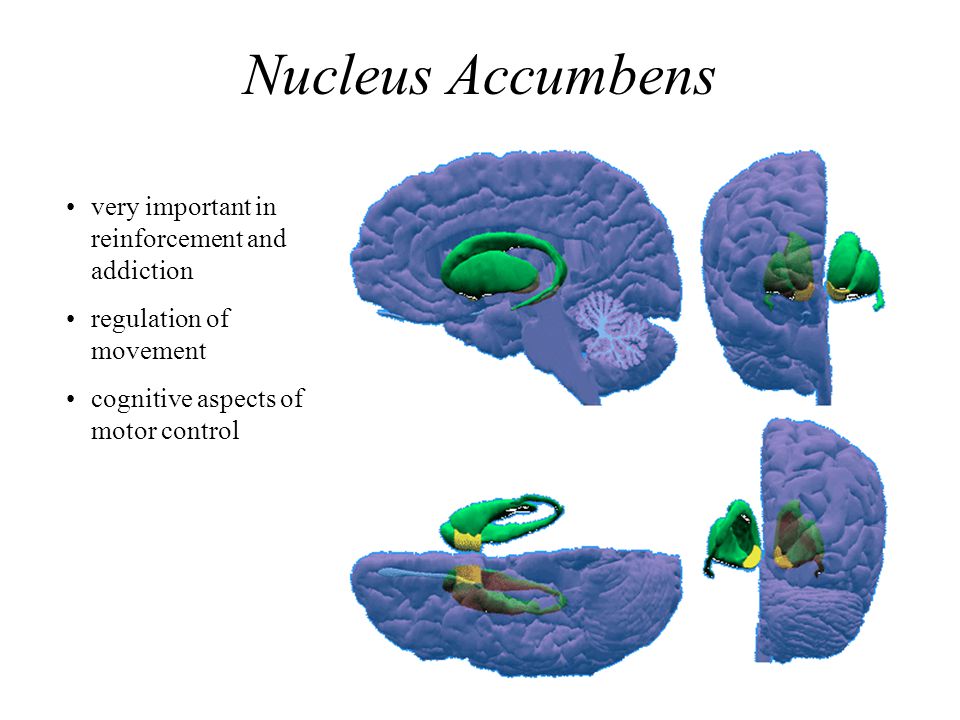 Nucleus Accumbens
• very important in
reinforcement and
addiction
• regulation of
movement
• cognitive aspects of
motor control